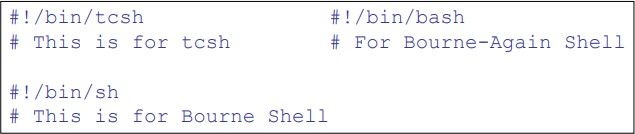 #!/bin/tcsh
# This is for tcsh
#!/bin/bash
# For Bourne-Again Shell
#!/bin/sh
# This is for Bourne Shell